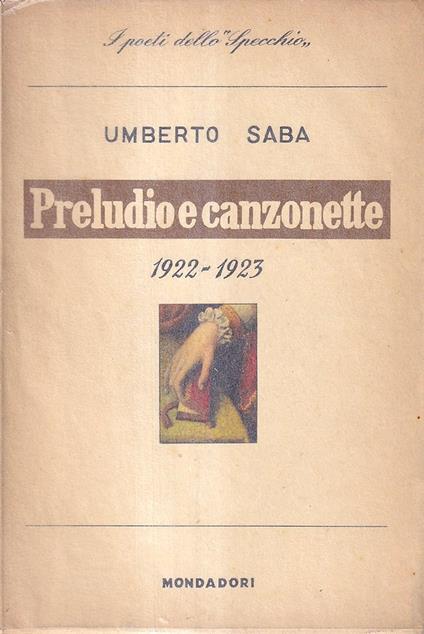 I poeti dello "Specchio„
UMBERTO SABA
Preludio e canzonette
1922-1923
MONDADORI